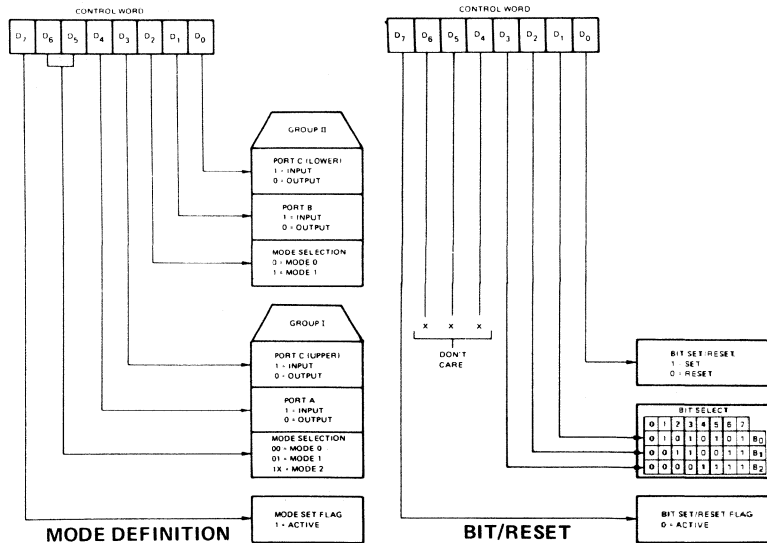 CONTROL WORD
D7 D6 D5 D4 D3 D2 D1 D0
GROUP II
PORT C (LOWER)
1 = INPUT
0 = OUTPUT
PORT B
1 = INPUT
0 = OUTPUT
MODE SELECTION
0 = MODE 0
1 = MODE 1
GROUP I
PORT C (UPPER)
1 = INPUT
0 = OUTPUT
PORT A
1 = INPUT
0 = OUTPUT
MODE SELECTION
00 = MODE 0
01 = MODE 1
1X = MODE 2
MODE SET FLAG
1 = ACTIVE
MODE DEFINITION
CONTROL WORD
D7 D6 D5 D4 D3 D2 D1 D0
X X X
DON'T
CARE
BIT SET/RESET
1 = SET
0 = RESET
BIT SELECT
0 1 2 3 4 5 6 7
0 1 0 1 0 1 0 1 B0
0 0 1 1 0 0 1 1 B1
0 0 0 0 1 1 1 1 B2
BIT SET/RESET FLAG
0 = ACTIVE
BIT/RESET